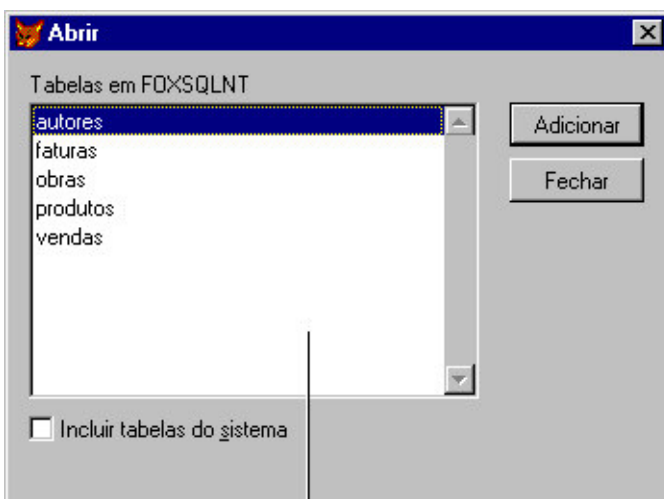 Abrir
Tabelas em FOXSQLNT
autores
faturas
obras
produtos
vendas
Adicionar
Fechar
Incluir tabelas do sistema